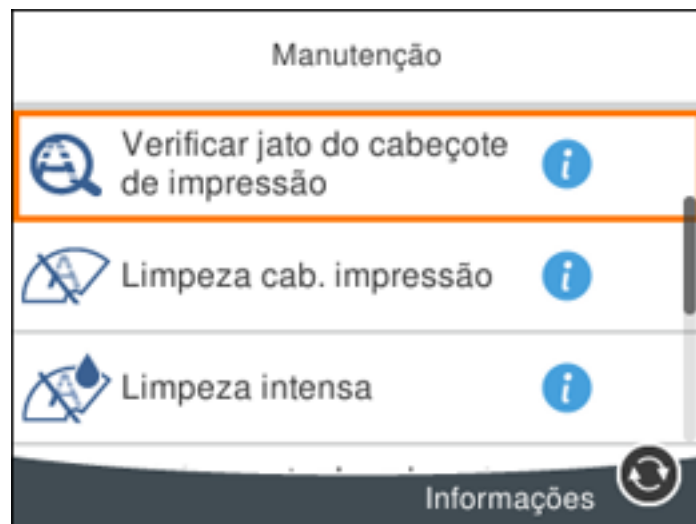 Manutenção
Verificar jato do cabeçote
de impressão
Limpeza cab. impressão
Limpeza intensa
Informações